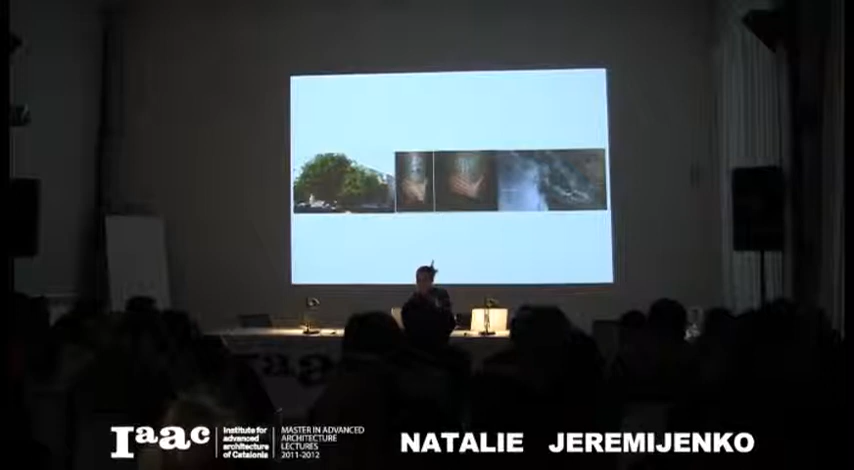 Iaac
Institute for
advanced
architecture
of Catalonia
MASTER IN ADVANCED
ARCHITECTURE
LECTURES
2011-2012
NATALIE JEREMIJENKO